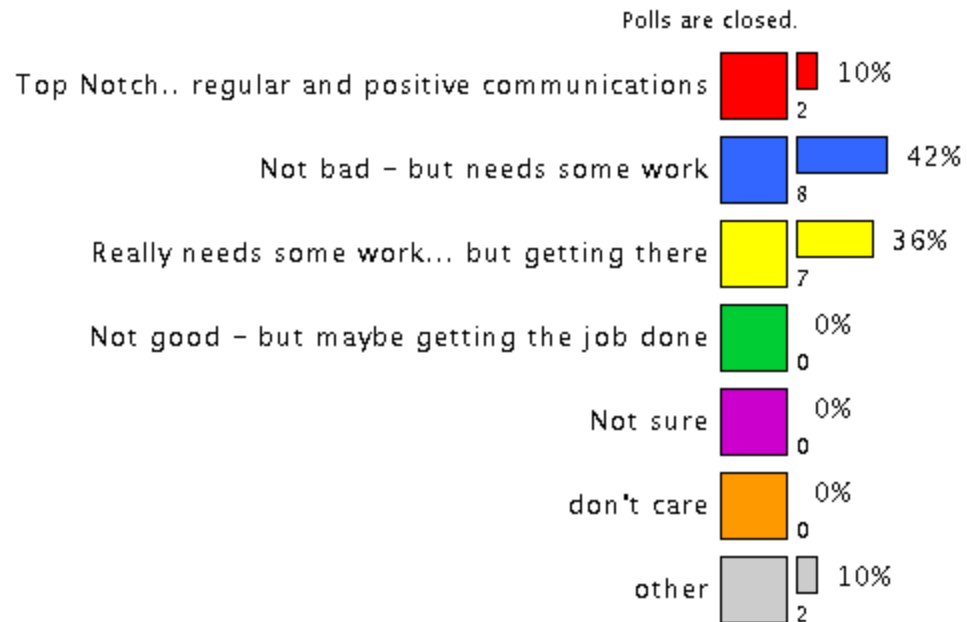 Polls are closed.
Top Notch.. regular and positive communications 10%
2
Not bad – but needs some work 42%
8
Really needs some work... but getting there 36%
7
Not good – but maybe getting the job done 0%
0
Not sure 0%
0
don't care 0%
0
other 10%
2